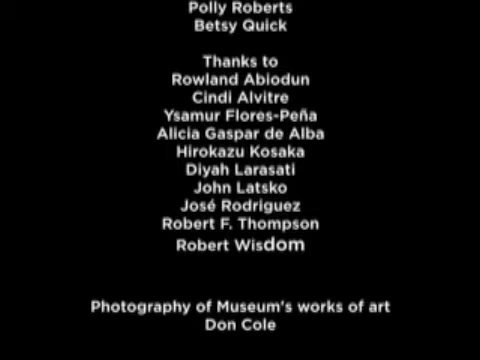 Polly Roberts
Betsy Quick
Thanks to
Rowland Abiodun
Cindi Alvitre
Ysamur Flores-Peña
Alicia Gaspar de Alba
Hirokazu Kosaka
Diyah Larasati
John Latsko
José Rodriguez
Robert F. Thompson
Robert Wisdom
Photography of Museum's works of art
Don Cole